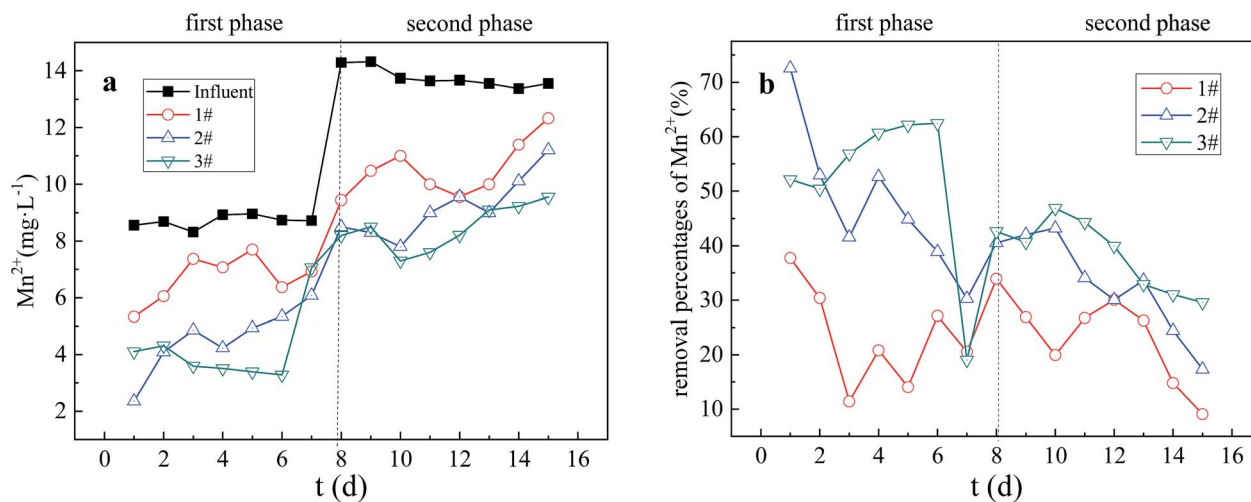 first phase second phase
a
Influent
1#
2#
3#
Mn²⁺(mg·L⁻¹)
14
12
10
8
6
4
2
0 2 4 6 8 10 12 14 16
t (d)
first phase second phase
b
1#
2#
3#
removal percentages of Mn²⁺(%)
70
60
50
40
30
20
10
0 2 4 6 8 10 12 14 16
t (d)